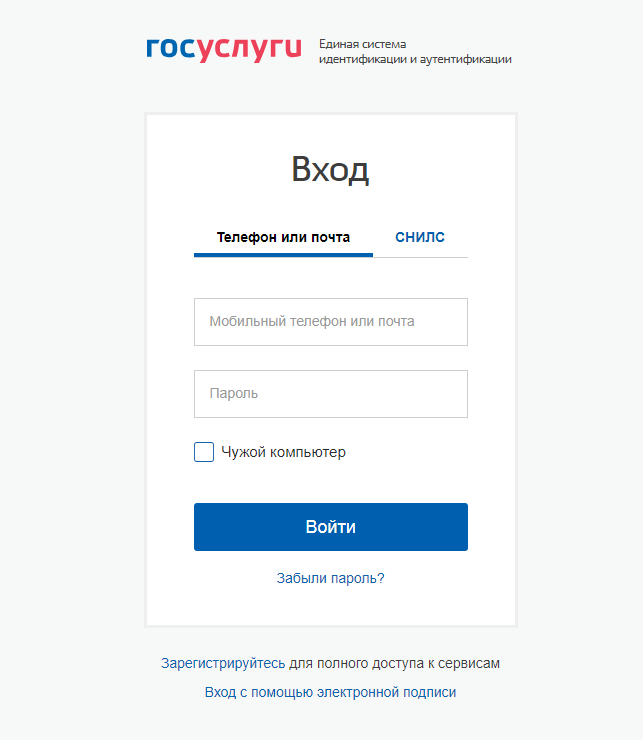 госуслуги
Единая система
идентификации и аутентификации
Вход
Телефон или почта
СНИЛС
Мобильный телефон или почта
Пароль
Чужой компьютер
Войти
Забыли пароль?
Зарегистрируйтесь для полного доступа к сервисам
Вход с помощью электронной подписи